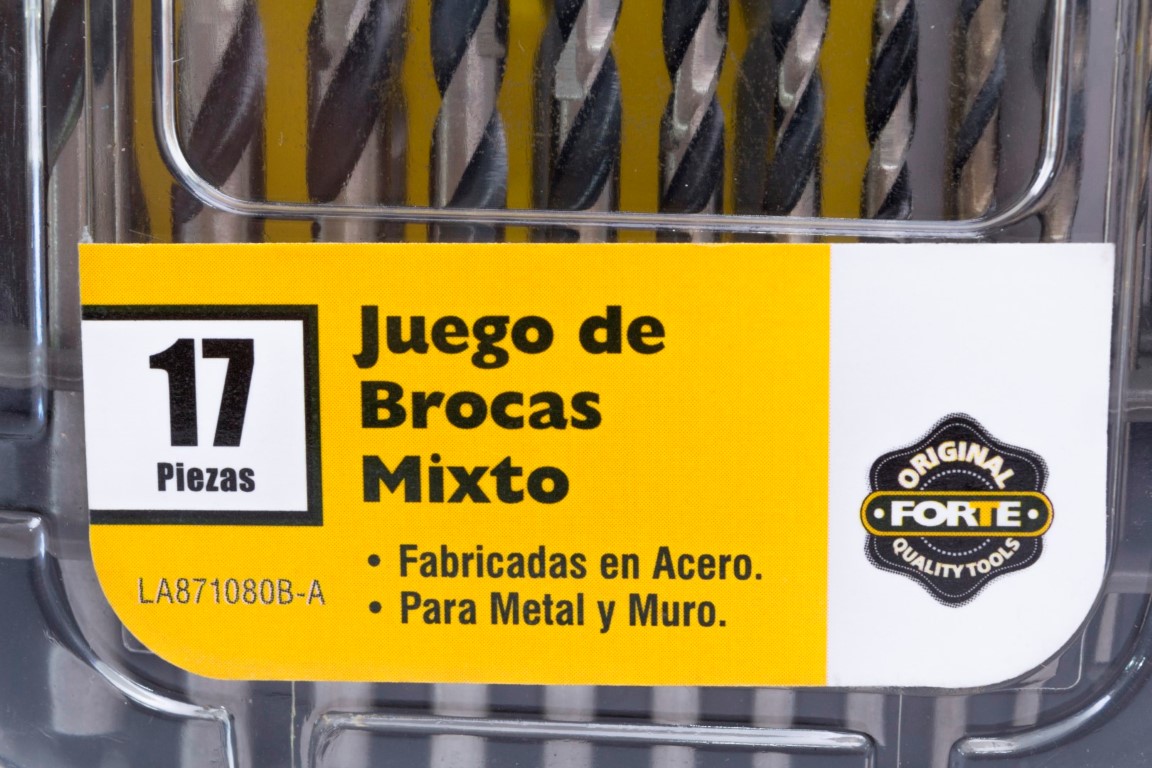 17
Piezas
Juego de
Brocas
Mixto
• Fabricadas en Acero.
• Para Metal y Muro.
LA871080B-A
ORIGINAL
• FORTE •
QUALITY TOOLS